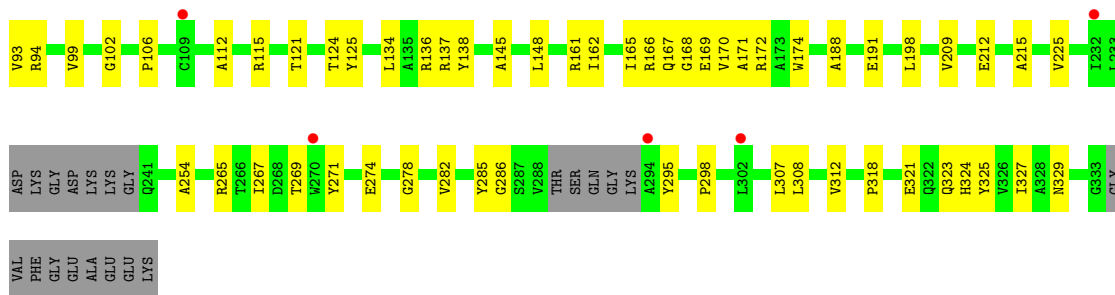 V93 R94 V99 G102 P106 C109 A112 R115 T121 T124 Y125 L134 A135 R136 R137 Y138 A145 L148 R161 I162 I165 R166 Q167 G168 E169 V170 A171 R172 A173 W174 A188 E191 L198 V209 E212 A215 V225 I232 L233
ASP LYS GLY ASP LYS LYS GLY Q241 A254 R265 T266 I267 D268 T269 W270 Y271 E274 G278 V282 Y285 G286 S287 V288 THR SER GLN GLY LYS A294 Y295 P298 L302 L307 L308 V312 P318 E321 Q322 Q323 H324 Y325 V326 I327 A328 N329 G333 GLY
VAL PHE GLY GLU ALA GLU GLU LYS